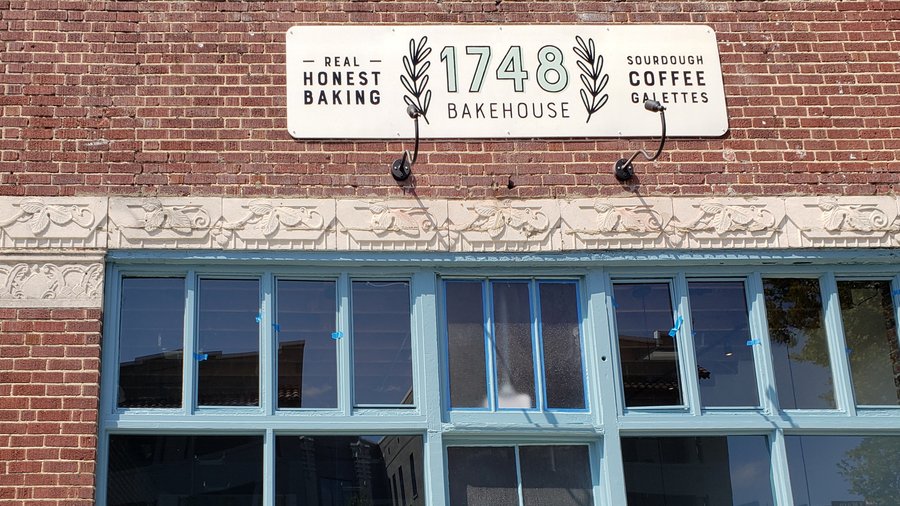 — REAL —
HONEST
BAKING
1748
BAKEHOUSE
SOURDOUGH
COFFEE
GALETTES